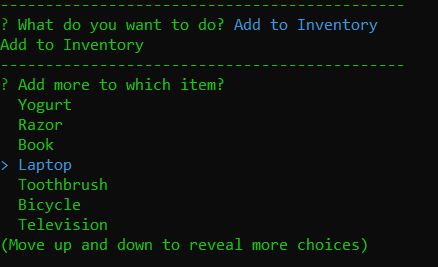 ---------------------------------------------
? What do you want to do? Add to Inventory
Add to Inventory
---------------------------------------------
? Add more to which item?
  Yogurt
  Razor
  Book
> Laptop
  Toothbrush
  Bicycle
  Television
(Move up and down to reveal more choices)